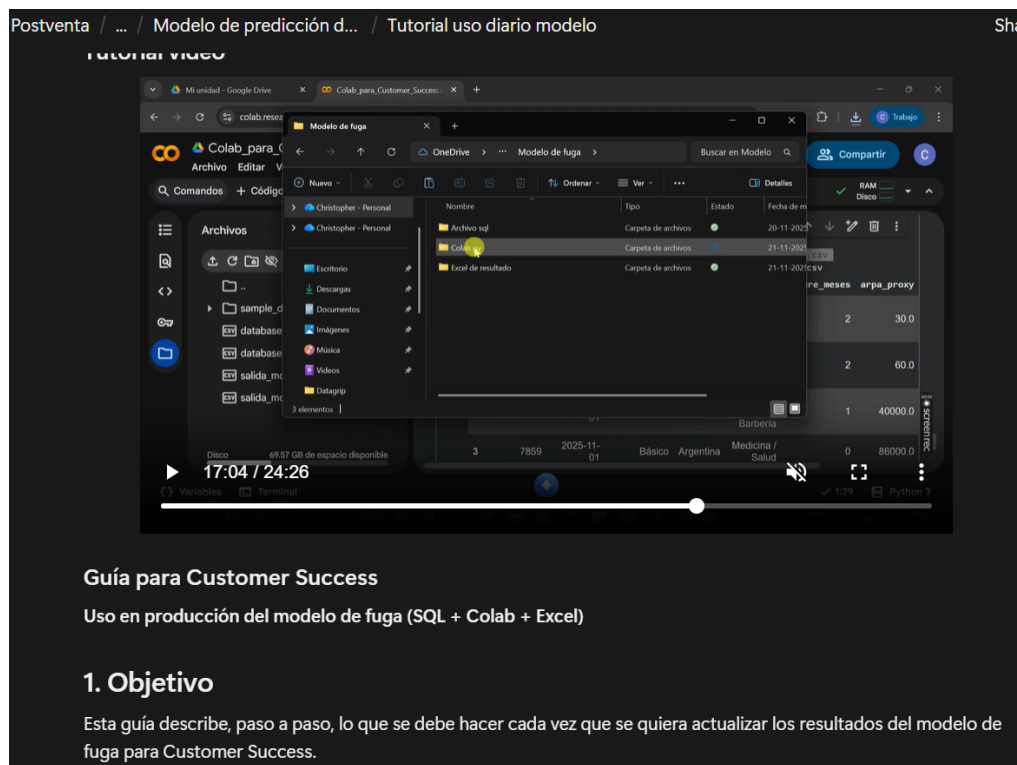 Postventa / ... / Modelo de predicción d... / Tutorial uso diario modelo
Tutorial video
Mi unidad - Google Drive
Colab_para_Customer_Success.
colab.resea
Trabajo
Colab_para_C
Archivo Editar V
Compartir
C
Comandos + Código
RAM
Disco
Modelo de fuga
OneDrive > ... Modelo de fuga >
Buscar en Modelo
Nuevo
Ordenar
Ver
...
Detalles
Christopher - Personal
Christopher - Personal
Escritorio
Descargas
Documentos
Imágenes
Música
Videos
Datagrip
3 elementos
Nombre Tipo Estado Fecha de m
Archivo sql Carpeta de archivos 20-11-2025
Carpeta de archivos 21-11-2025
Excel de resultado Carpeta de archivos 21-11-2025
Archivos
..
sample_d
database
database
salida_mo
salida_mo
Disco 69.57 GB de espacio disponible
re_meses arpa_proxy
2 30.0
2 60.0
01 Barbería 1 40000.0
3 7859 2025-11-01 Básico Argentina Medicina / Salud 0 86000.0
screenrec
17:04 / 24:26
Variables Terminal
1:29 Python 3
Guía para Customer Success
Uso en producción del modelo de fuga (SQL + Colab + Excel)
1. Objetivo
Esta guía describe, paso a paso, lo que se debe hacer cada vez que se quiera actualizar los resultados del modelo de
fuga para Customer Success.